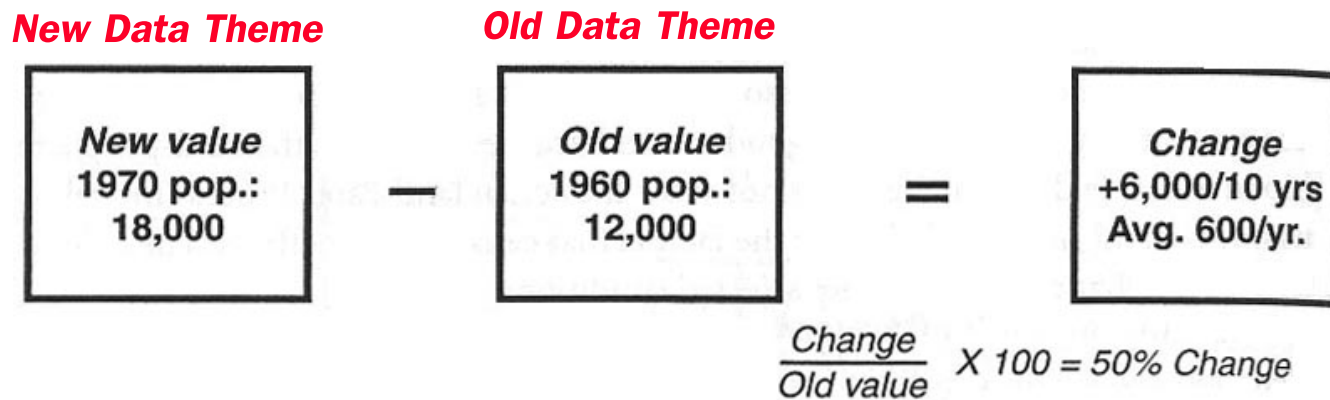 New Data Theme
Old Data Theme
New value
1970 pop.:
18,000
−
Old value
1960 pop.:
12,000
=
Change
+6,000/10 yrs
Avg. 600/yr.
Change
Old value
X 100 = 50% Change